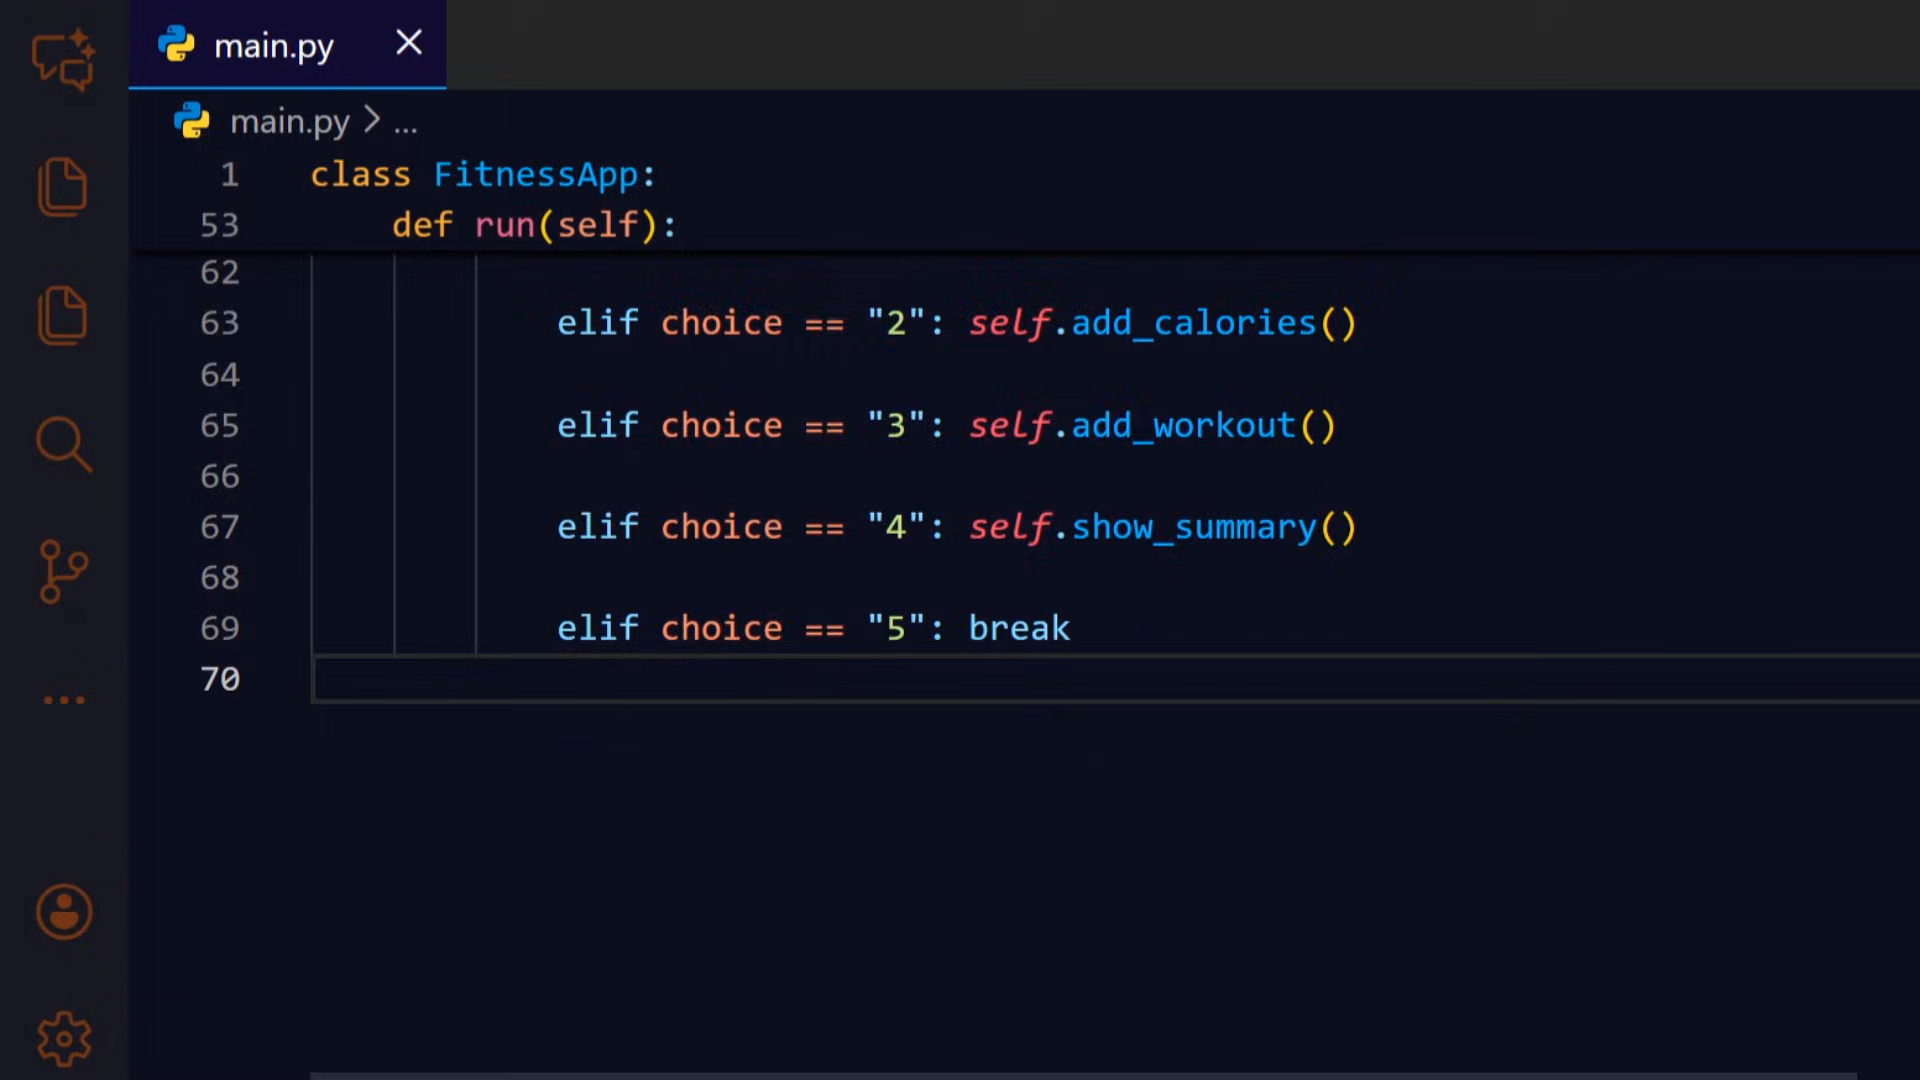 main.py
main.py > ...
1 class FitnessApp:
53 def run(self):
62
63 elif choice == "2": self.add_calories()
64
65 elif choice == "3": self.add_workout()
66
67 elif choice == "4": self.show_summary()
68
69 elif choice == "5": break
70